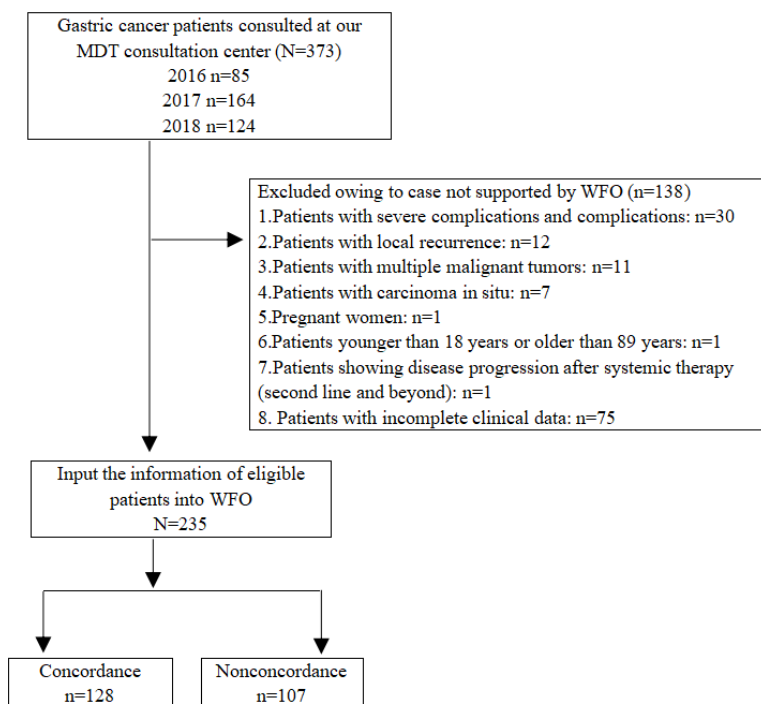 Gastric cancer patients consulted at our
MDT consultation center (N=373)
2016 n=85
2017 n=164
2018 n=124
Excluded owing to case not supported by WFO (n=138)
1.Patients with severe complications and complications: n=30
2.Patients with local recurrence: n=12
3.Patients with multiple malignant tumors: n=11
4.Patients with carcinoma in situ: n=7
5.Pregnant women: n=1
6.Patients younger than 18 years or older than 89 years: n=1
7.Patients showing disease progression after systemic therapy
(second line and beyond): n=1
8. Patients with incomplete clinical data: n=75
Input the information of eligible
patients into WFO
N=235
Concordance
n=128
Nonconcordance
n=107